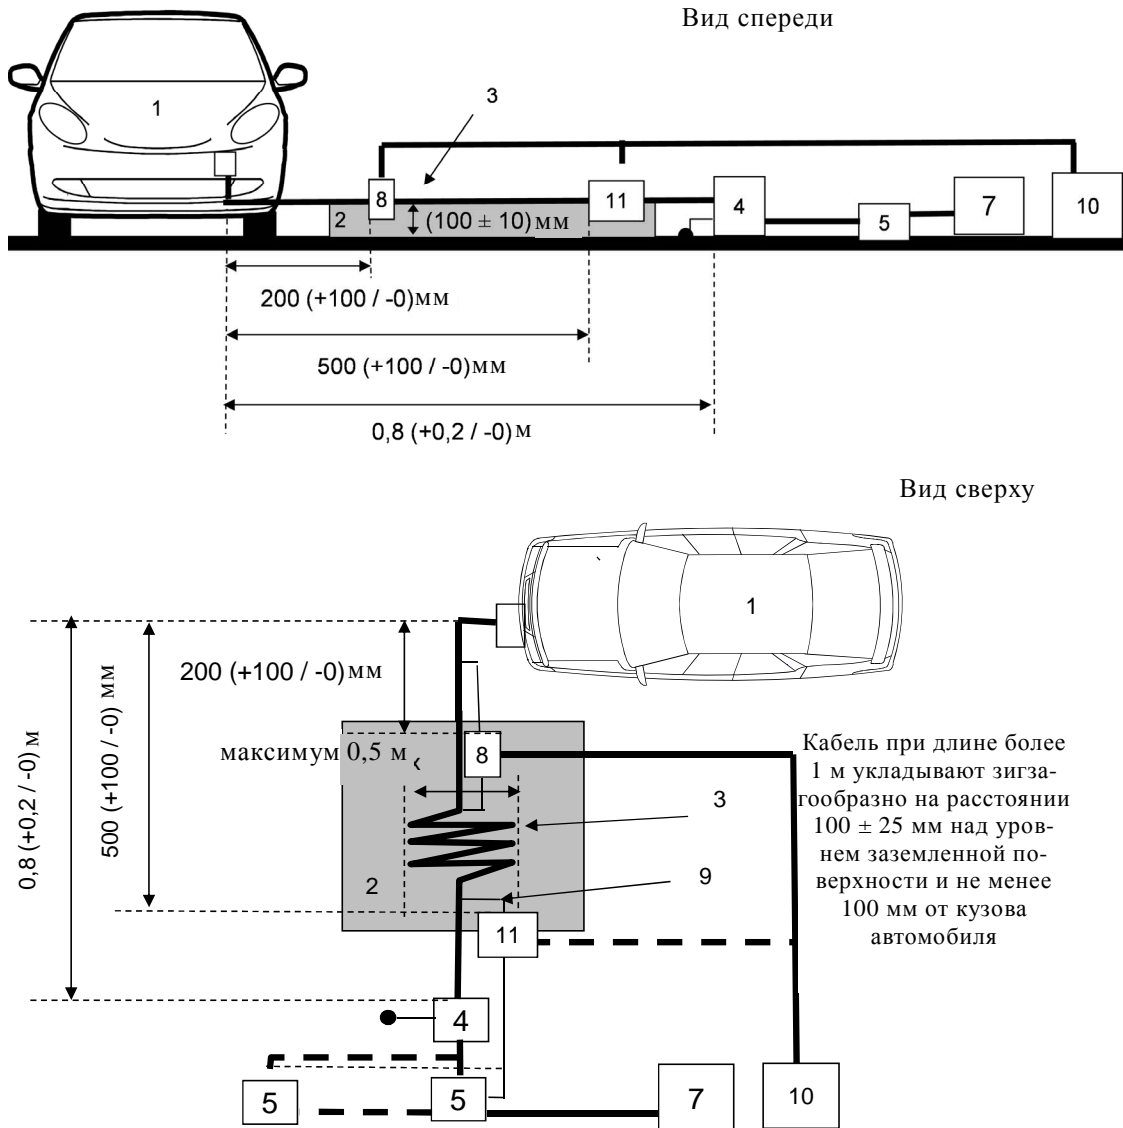 Вид спереди
1
3
8
11
4
7
10
5
2
(100 ± 10) мм
200 (+100 / -0)мм
500 (+100 / -0)мм
0,8 (+0,2 / -0)м
Вид сверху
1
200 (+100 / -0)мм
500 (+100 / -0) мм
0,8 (+0,2 / -0) м
максимум 0,5 м
x
8
Кабель при длине более
1 м укладывают зигза-
гообразно на расстоянии
100 ± 25 мм над уров-
нем заземленной по-
верхности и не менее
100 мм от кузова
автомобиля
3
2
9
11
4
5
5
7
10